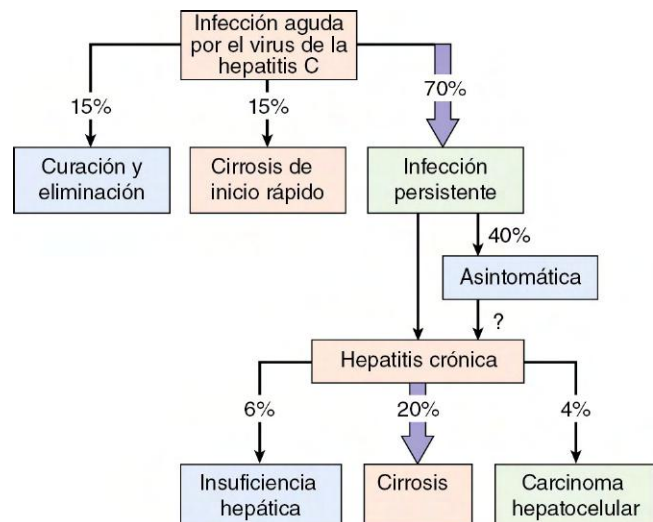 Infección aguda
por el virus de la
hepatitis C
15%
15%
70%
Curación y
eliminación
Cirrosis de
inicio rápido
Infección
persistente
40%
Asintomática
?
Hepatitis crónica
6%
20%
4%
Insuficiencia
hepática
Cirrosis
Carcinoma
hepatocelular